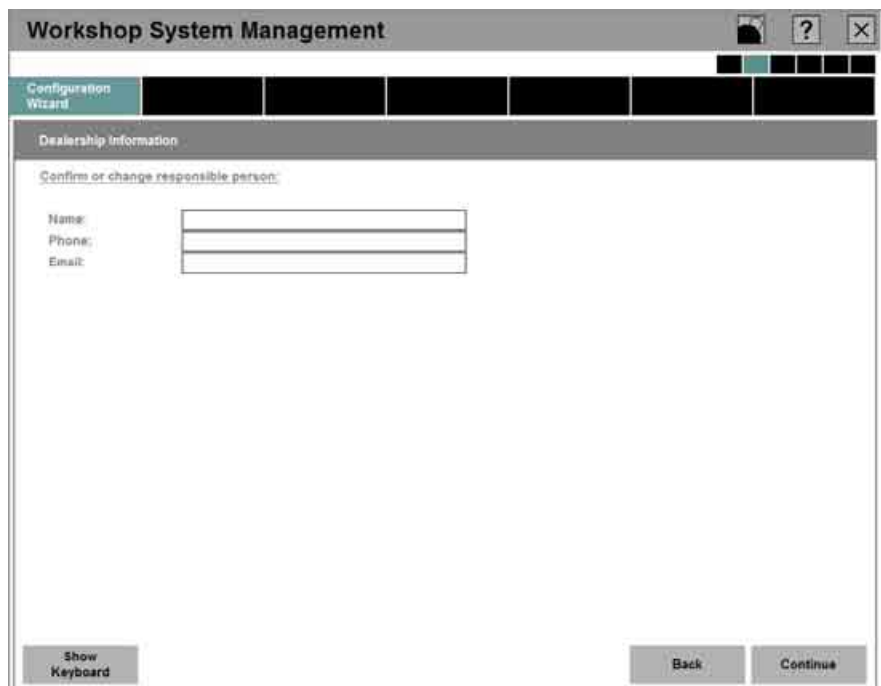 Workshop System Management
?
Configuration
Wizard
Dealership Information
Confirm or change responsible person:
Name:
Phone:
Email:
Show
Keyboard
Back
Continue